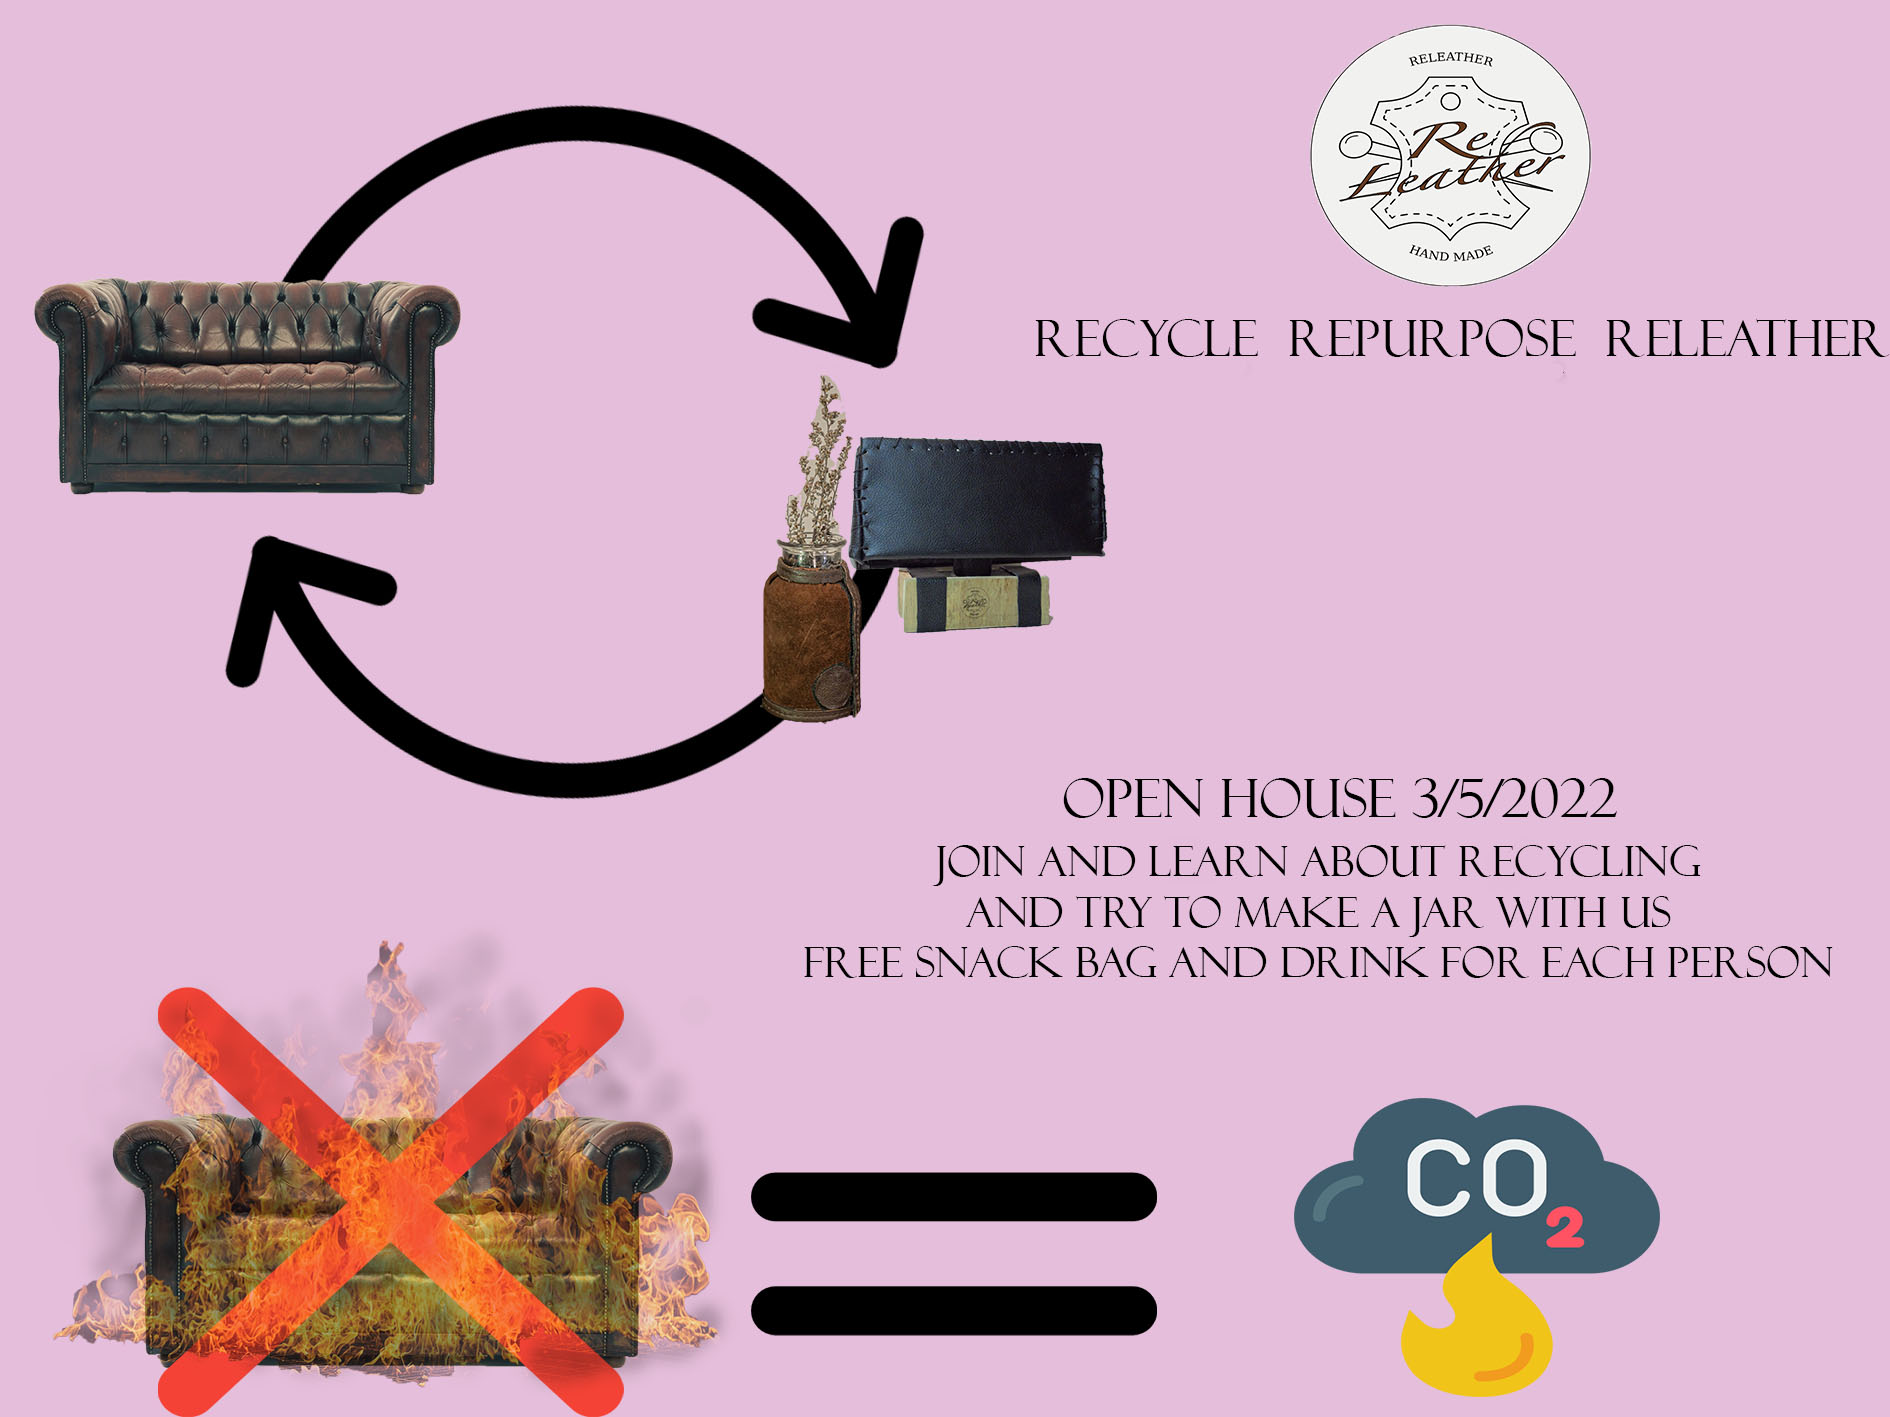 RELEATHER
Re
Leather
HAND MADE
RECYCLE REPURPOSE RELEATHER
OPEN HOUSE 3/5/2022
JOIN AND LEARN ABOUT RECYCLING
AND TRY TO MAKE A JAR WITH US
FREE SNACK BAG AND DRINK FOR EACH PERSON
CO2